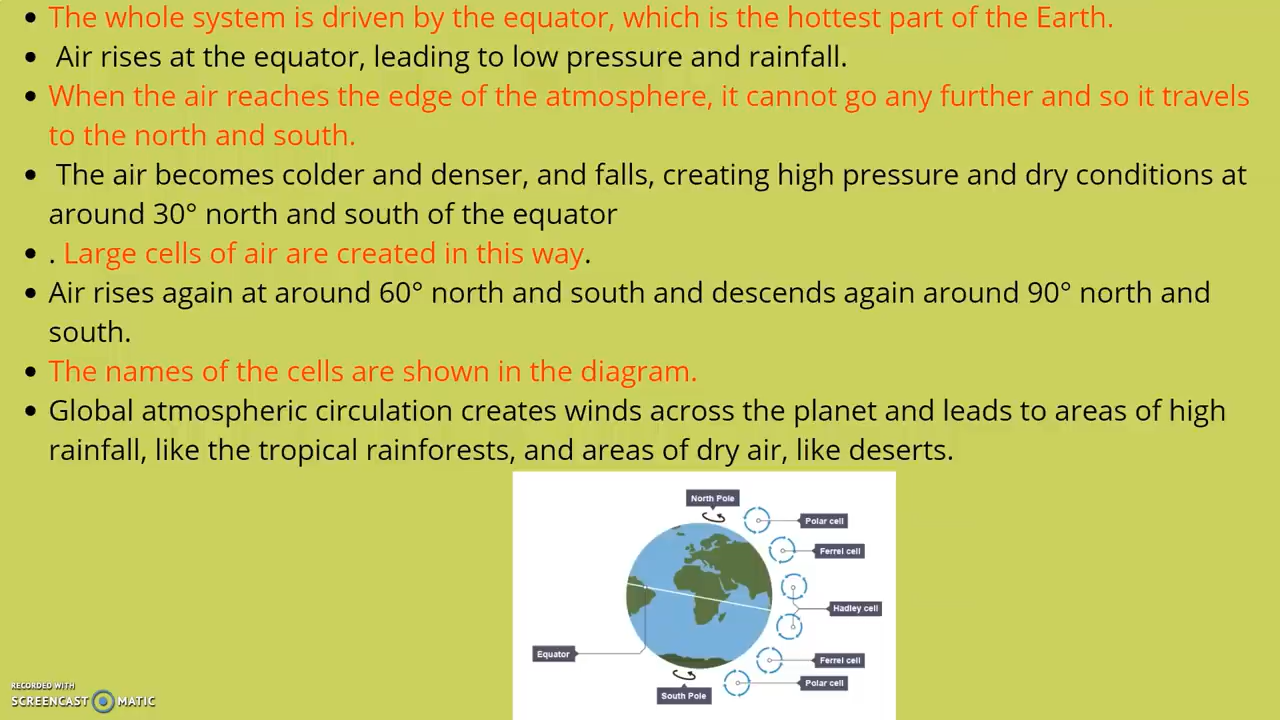 • The whole system is driven by the equator, which is the hottest part of the Earth.
• Air rises at the equator, leading to low pressure and rainfall.
• When the air reaches the edge of the atmosphere, it cannot go any further and so it travels
to the north and south.
• The air becomes colder and denser, and falls, creating high pressure and dry conditions at
around 30° north and south of the equator
• . Large cells of air are created in this way.
• Air rises again at around 60° north and south and descends again around 90° north and
south.
• The names of the cells are shown in the diagram.
• Global atmospheric circulation creates winds across the planet and leads to areas of high
rainfall, like the tropical rainforests, and areas of dry air, like deserts.
North Pole
Polar cell
Ferrel cell
Hadley cell
Equator
Ferrel cell
Polar cell
South Pole
RECORDED WITH
SCREENCAST MATIC